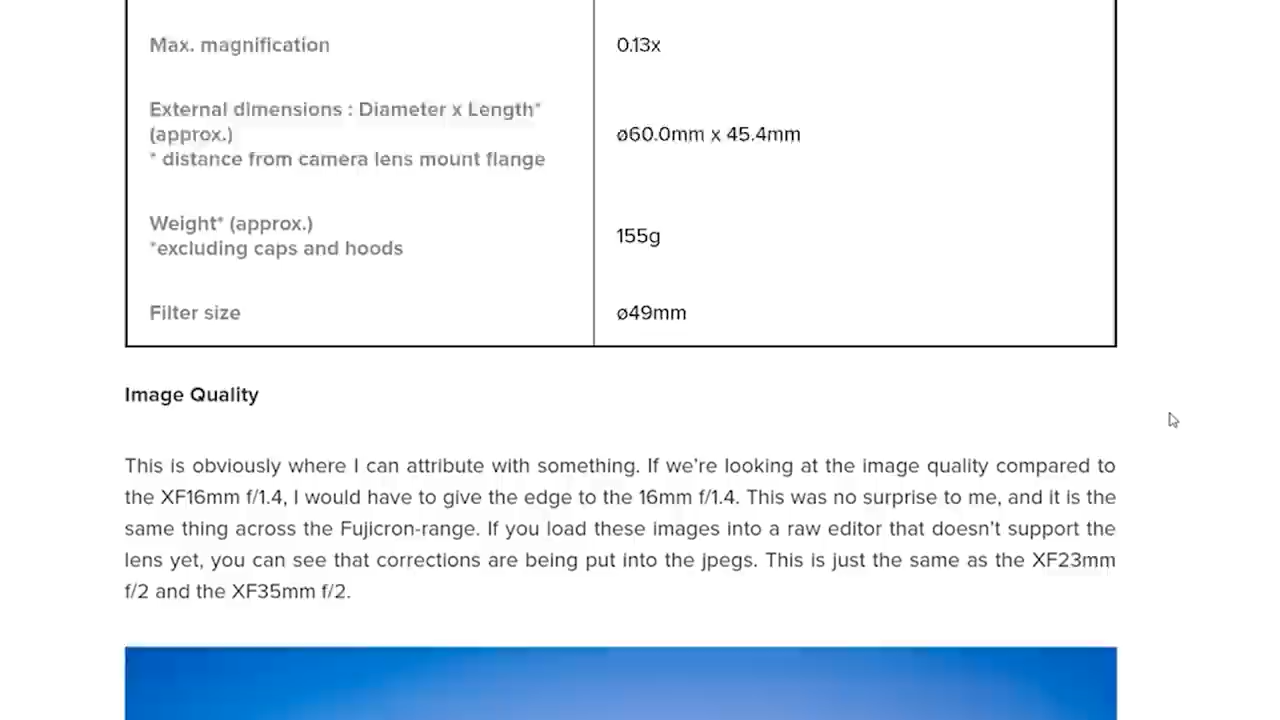 Max. magnification
0.13x
External dimensions : Diameter x Length*
(approx.)
* distance from camera lens mount flange
ø60.0mm x 45.4mm
Weight* (approx.)
*excluding caps and hoods
155g
Filter size
ø49mm
Image Quality
This is obviously where I can attribute with something. If we’re looking at the image quality compared to
the XF16mm f/1.4, I would have to give the edge to the 16mm f/1.4. This was no surprise to me, and it is the
same thing across the Fujicron-range. If you load these images into a raw editor that doesn’t support the
lens yet, you can see that corrections are being put into the jpegs. This is just the same as the XF23mm
f/2 and the XF35mm f/2.